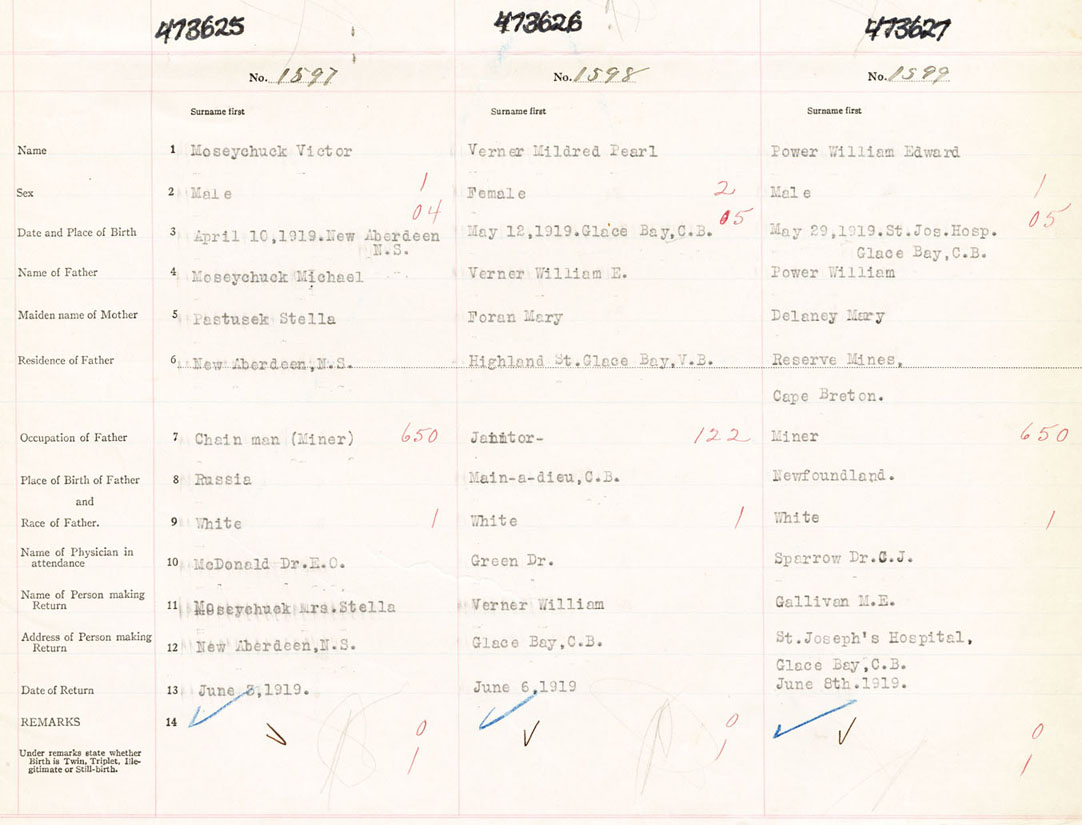 473625 473626 473627
No. 1597 No. 1598 No. 1599
Surname first Surname first Surname first
Name 1 Moseychuck Victor Verner Mildred Pearl Power William Edward
Sex 2 Male 1 Female 2 Male 1
04 05 05
Date and Place of Birth 3 April 10,1919.New Aberdeen May 12,1919.Glace Bay,C.B. May 29,1919.St.Jos.Hosp.
N.S. Glace Bay,C.B.
Name of Father 4 Moseychuck Michael Verner William E. Power William
Maiden name of Mother 5 Pastusek Stella Foran Mary Delaney Mary
Residence of Father 6 New Aberdeen,N.S. Highland St.Glace Bay,V.B. Reserve Mines,
Cape Breton.
Occupation of Father 7 Chain man (Miner) 650 Janitor- 122 Miner 650
Place of Birth of Father 8 Russia Main-a-dieu,C.B. Newfoundland.
and
Race of Father. 9 White 1 White 1 White 1
Name of Physician in
attendance 10 McDonald Dr.E.O. Green Dr. Sparrow Dr.C.J.
Name of Person making
Return 11 Moseychuck mrs.Stella Verner William Gallivan M.E.
Address of Person making
Return 12 New Aberdeen,N.S. Glace Bay,C.B. St.Joseph's Hospital,
Glace Bay,C.B.
Date of Return 13 June 3,1919. June 6,1919 June 8th.1919.
REMARKS 14 0 0 0
Under remarks state whether
Birth is Twin, Triplet, Ille-
gitimate or Still-birth. 1 1 1